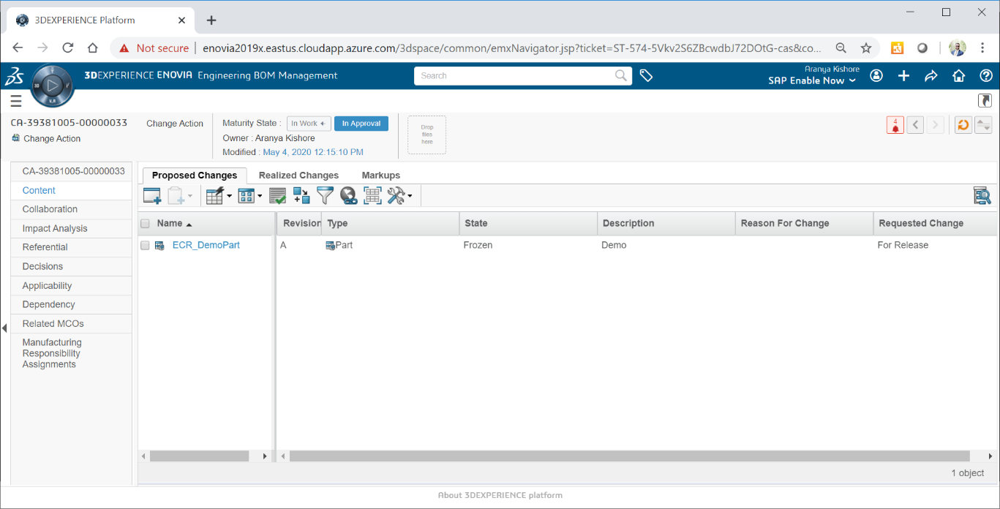 3DEXPERIENCE Platform
Not secure
enovia2019x.eastus.cloudapp.azure.com/3dspace/common/emxNavigator.jsp?ticket=ST-574-5Vkv2S6ZBcwdbJ72DOtG-cas&co...
3DEXPERIENCE ENOVIA Engineering BOM Management
Search
Aranya Kishore
SAP Enable Now
3D
V.R
CA-39381005-00000033
Change Action
Change Action
Maturity State : In Work In Approval
Owner : Aranya Kishore
Modified : May 4, 2020 12:15:10 PM
Drop
files
here
4
CA-39381005-00000033
Content
Collaboration
Impact Analysis
Referential
Decisions
Applicability
Dependency
Related MCOs
Manufacturing
Responsibility
Assignments
Proposed Changes Realized Changes Markups
Name Revision Type State Description Reason For Change Requested Change
ECR_DemoPart A Part Frozen Demo For Release
1 object
About 3DEXPERIENCE platform